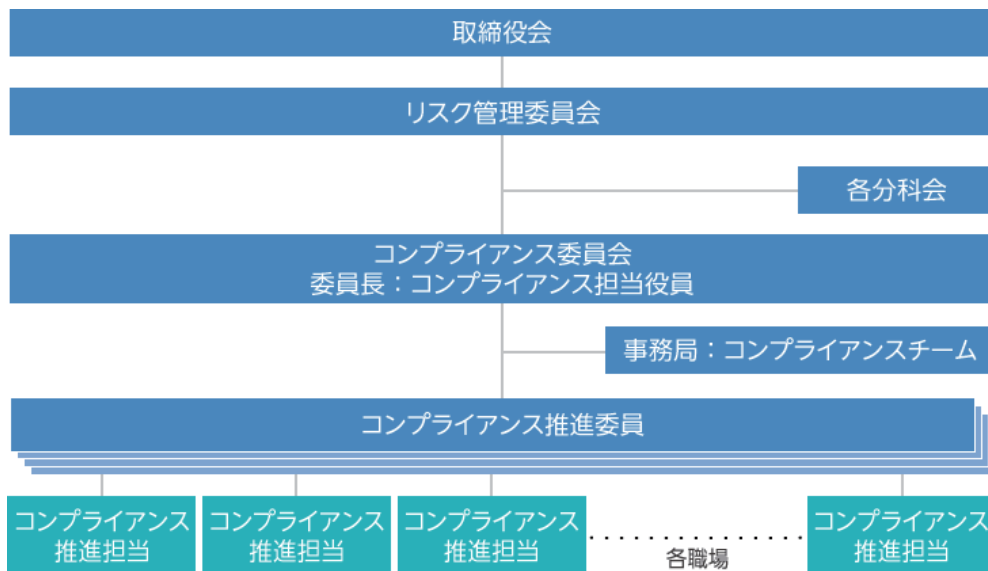 取締役会
リスク管理委員会
各分科会
コンプライアンス委員会
委員長：コンプライアンス担当役員
事務局：コンプライアンスチーム
コンプライアンス推進委員
コンプライアンス
推進担当
コンプライアンス
推進担当
コンプライアンス
推進担当
各職場
コンプライアンス
推進担当